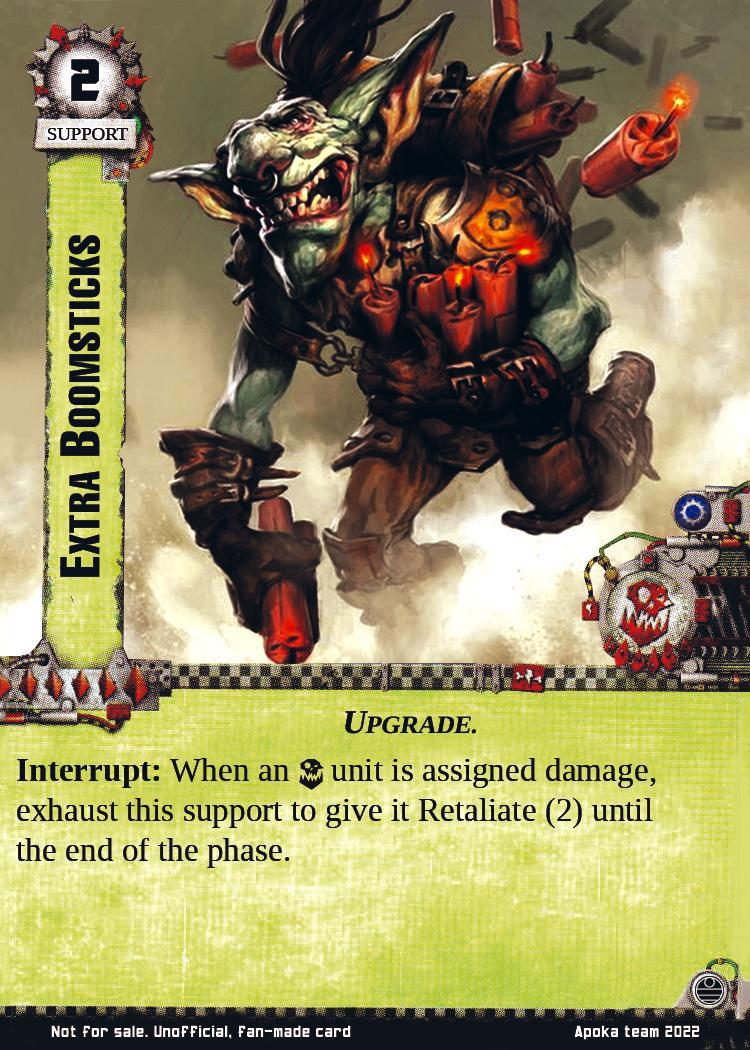 2
SUPPORT
EXTRA BOOMSTICKS
UPGRADE.
Interrupt: When an unit is assigned damage,
exhaust this support to give it Retaliate (2) until
the end of the phase.
Not for sale. Unofficial, fan-made card
Apoka team 2022